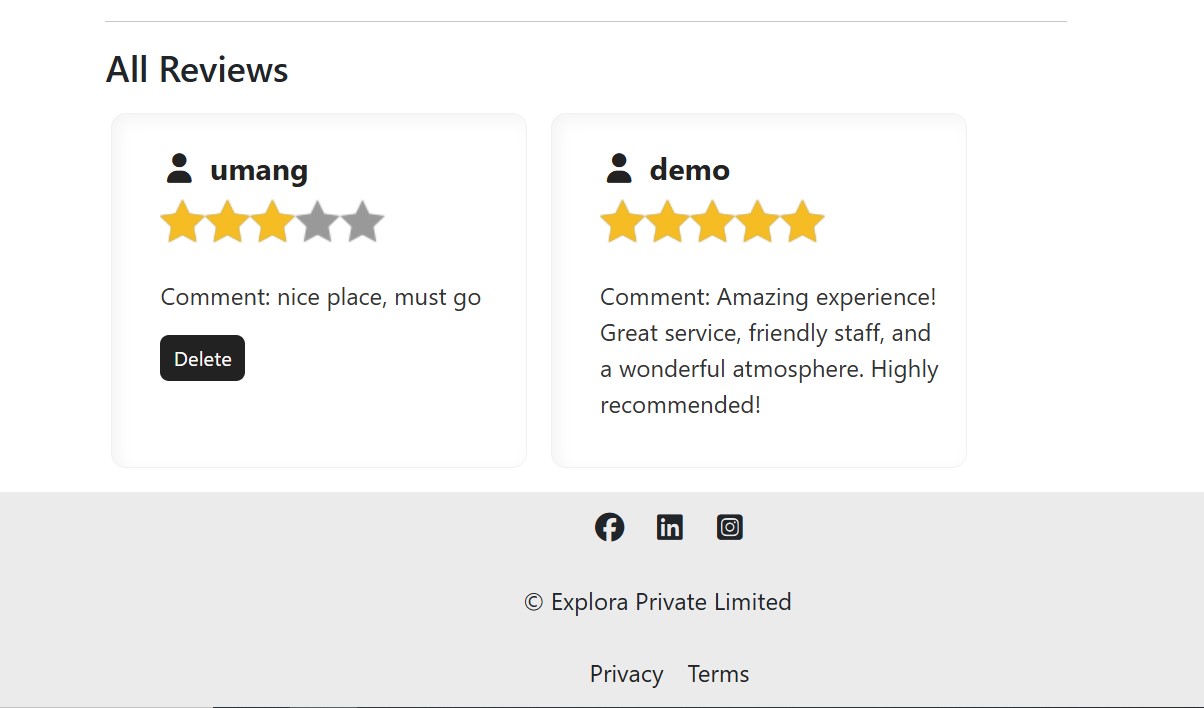 All Reviews
umang
Comment: nice place, must go
Delete
demo
Comment: Amazing experience!
Great service, friendly staff, and
a wonderful atmosphere. Highly
recommended!
© Explora Private Limited
Privacy Terms